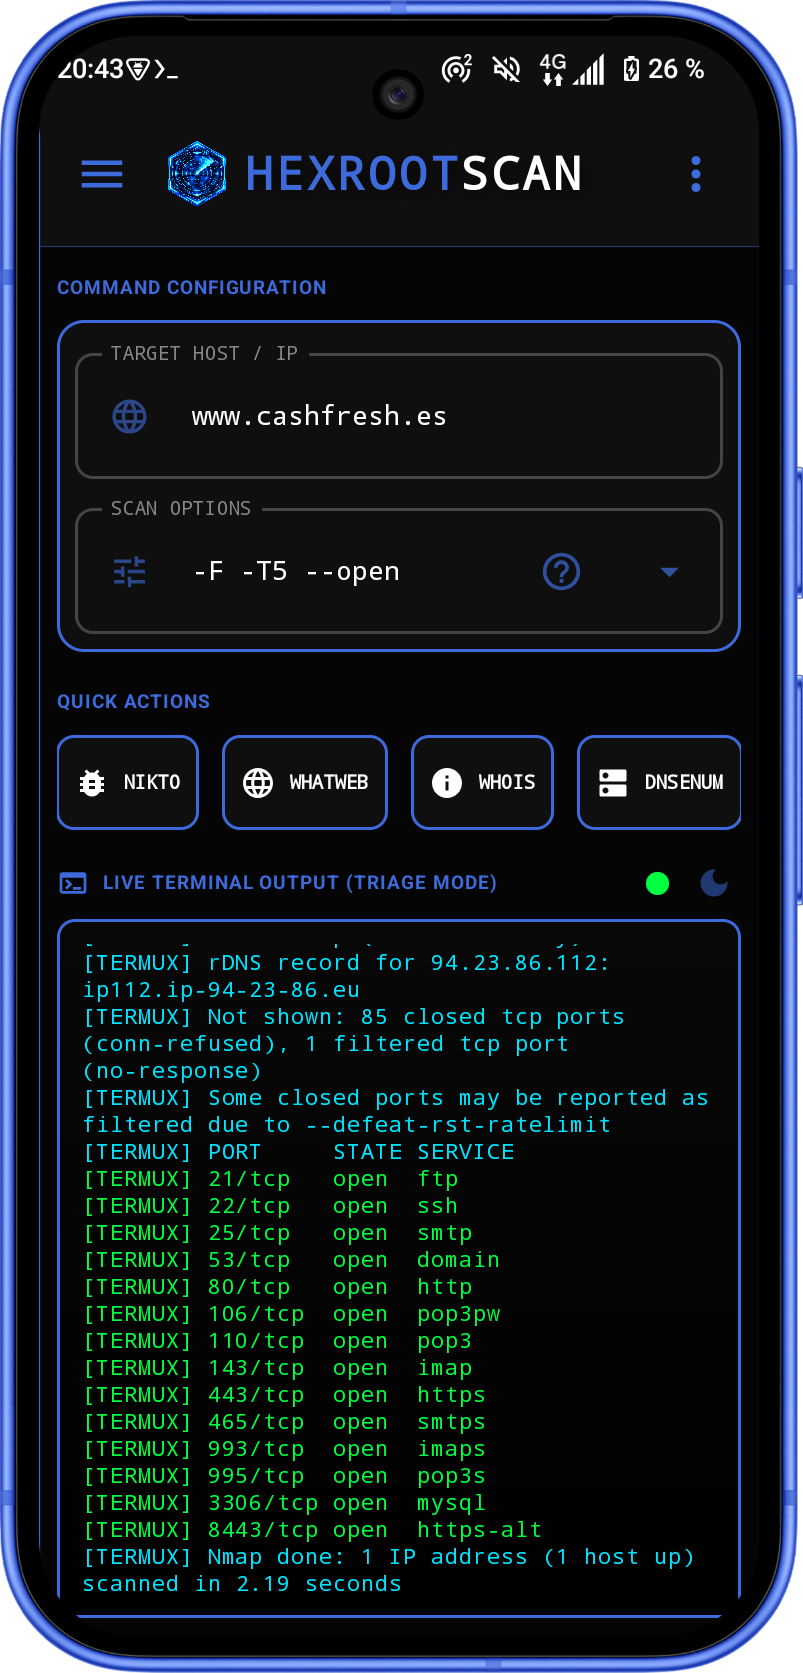 20:43
2 4G 26 %
HEXROOTSCAN
COMMAND CONFIGURATION
TARGET HOST / IP
www.cashfresh.es
SCAN OPTIONS
-F -T5 --open
QUICK ACTIONS
NIKTO WHATWEB WHOIS DNSENUM
LIVE TERMINAL OUTPUT (TRIAGE MODE)
[TERMUX] rDNS record for 94.23.86.112:
ip112.ip-94-23-86.eu
[TERMUX] Not shown: 85 closed tcp ports
(conn-refused), 1 filtered tcp port
(no-response)
[TERMUX] Some closed ports may be reported as
filtered due to --defeat-rst-ratelimit
[TERMUX] PORT     STATE SERVICE
[TERMUX] 21/tcp   open  ftp
[TERMUX] 22/tcp   open  ssh
[TERMUX] 25/tcp   open  smtp
[TERMUX] 53/tcp   open  domain
[TERMUX] 80/tcp   open  http
[TERMUX] 106/tcp  open  pop3pw
[TERMUX] 110/tcp  open  pop3
[TERMUX] 143/tcp  open  imap
[TERMUX] 443/tcp  open  https
[TERMUX] 465/tcp  open  smtps
[TERMUX] 993/tcp  open  imaps
[TERMUX] 995/tcp  open  pop3s
[TERMUX] 3306/tcp open  mysql
[TERMUX] 8443/tcp open  https-alt
[TERMUX] Nmap done: 1 IP address (1 host up)
scanned in 2.19 seconds